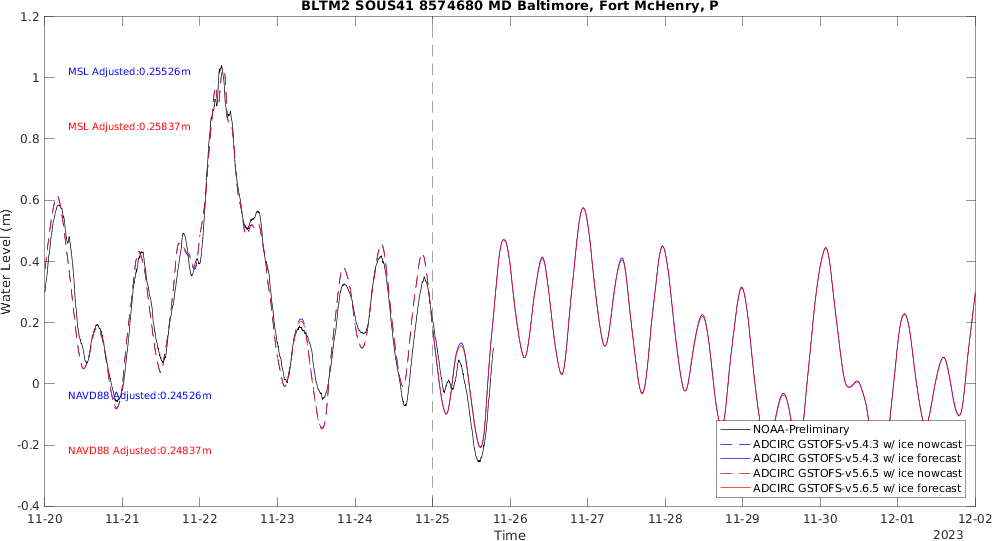 BLTM2 SOUS41 8574680 MD Baltimore, Fort McHenry, P
Water Level (m)
1.2
1
0.8
0.6
0.4
0.2
0
-0.2
-0.4
MSL Adjusted:0.25526m
MSL Adjusted:0.25837m
NAVD88 Adjusted:0.24526m
NAVD88 Adjusted:0.24837m
NOAA-Preliminary
ADCIRC GSTOFS-v5.4.3 w/ ice nowcast
ADCIRC GSTOFS-v5.4.3 w/ ice forecast
ADCIRC GSTOFS-v5.6.5 w/ ice nowcast
ADCIRC GSTOFS-v5.6.5 w/ ice forecast
11-20 11-21 11-22 11-23 11-24 11-25 11-26 11-27 11-28 11-29 11-30 12-01 12-02
Time
2023